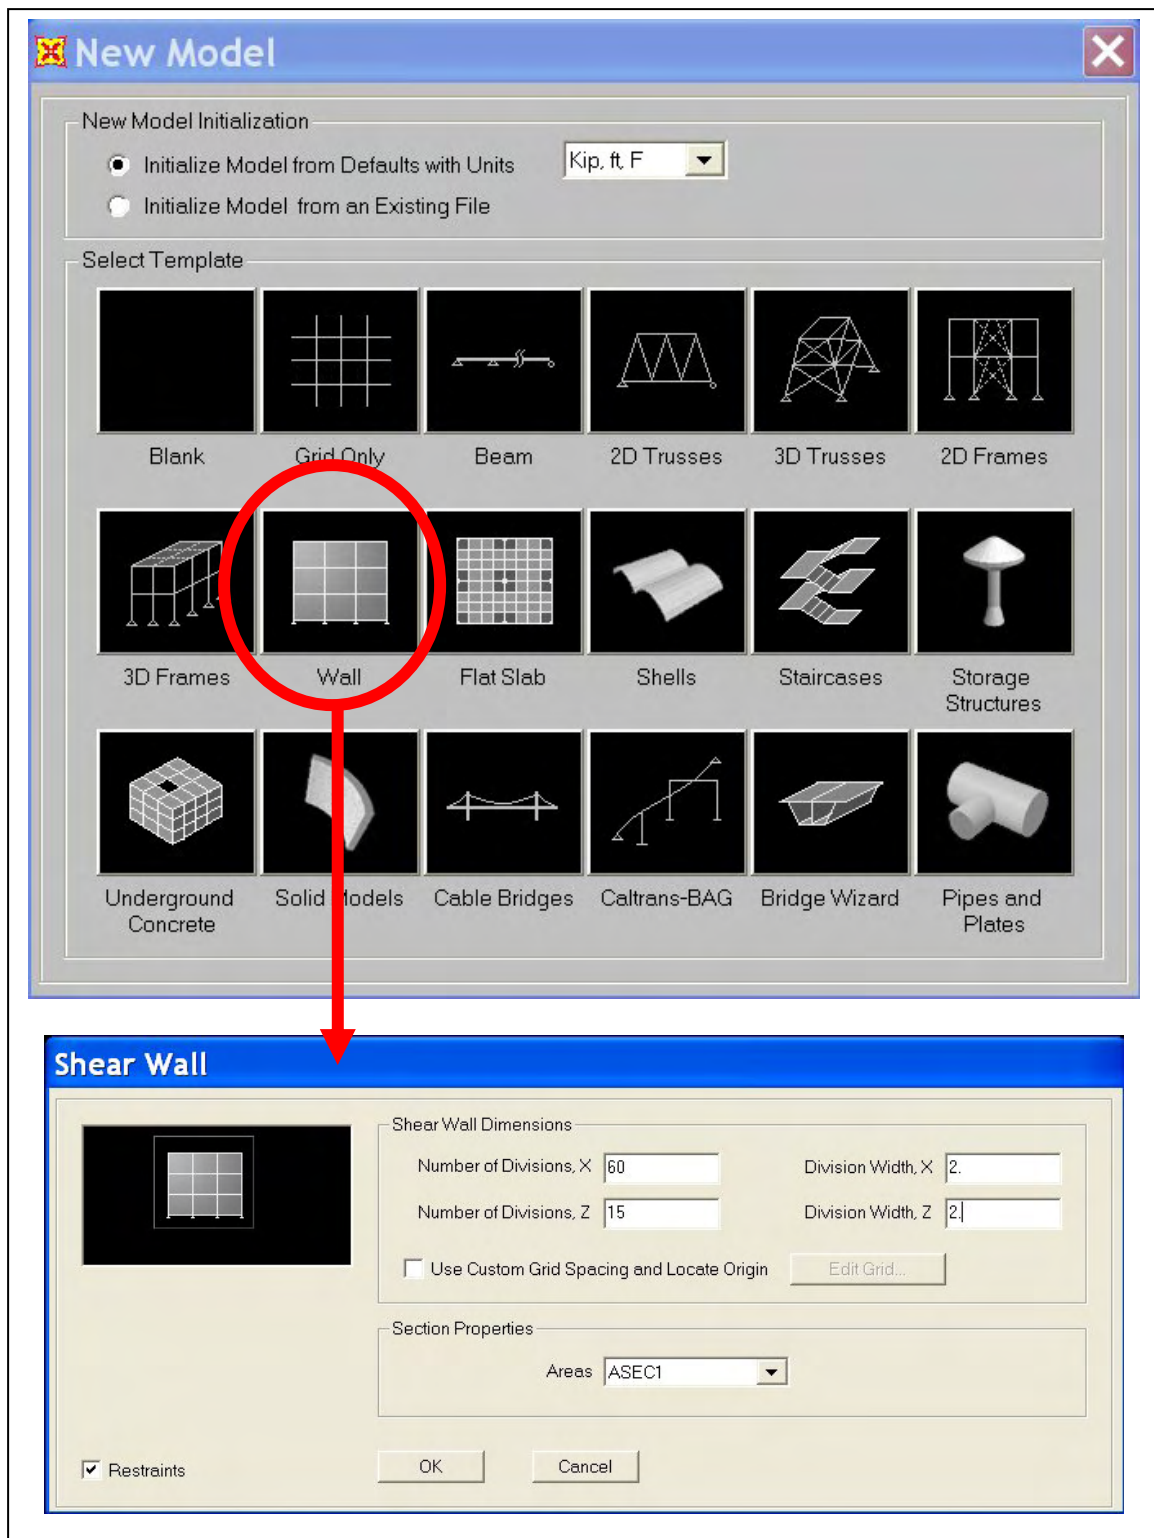 New Model
New Model Initialization
Initialize Model from Defaults with Units
Kip, ft, F
Initialize Model from an Existing File
Select Template
Blank Grid Only Beam 2D Trusses 3D Trusses 2D Frames
3D Frames Wall Flat Slab Shells Staircases Storage
Structures
Underground Solid Models Cable Bridges Caltrans-BAG Bridge Wizard Pipes and
Concrete Plates
Shear Wall
Shear Wall Dimensions
Number of Divisions, X 60 Division Width, X 2.
Number of Divisions, Z 15 Division Width, Z 2.
Use Custom Grid Spacing and Locate Origin Edit Grid...
Section Properties
Areas ASEC1
Restraints OK Cancel